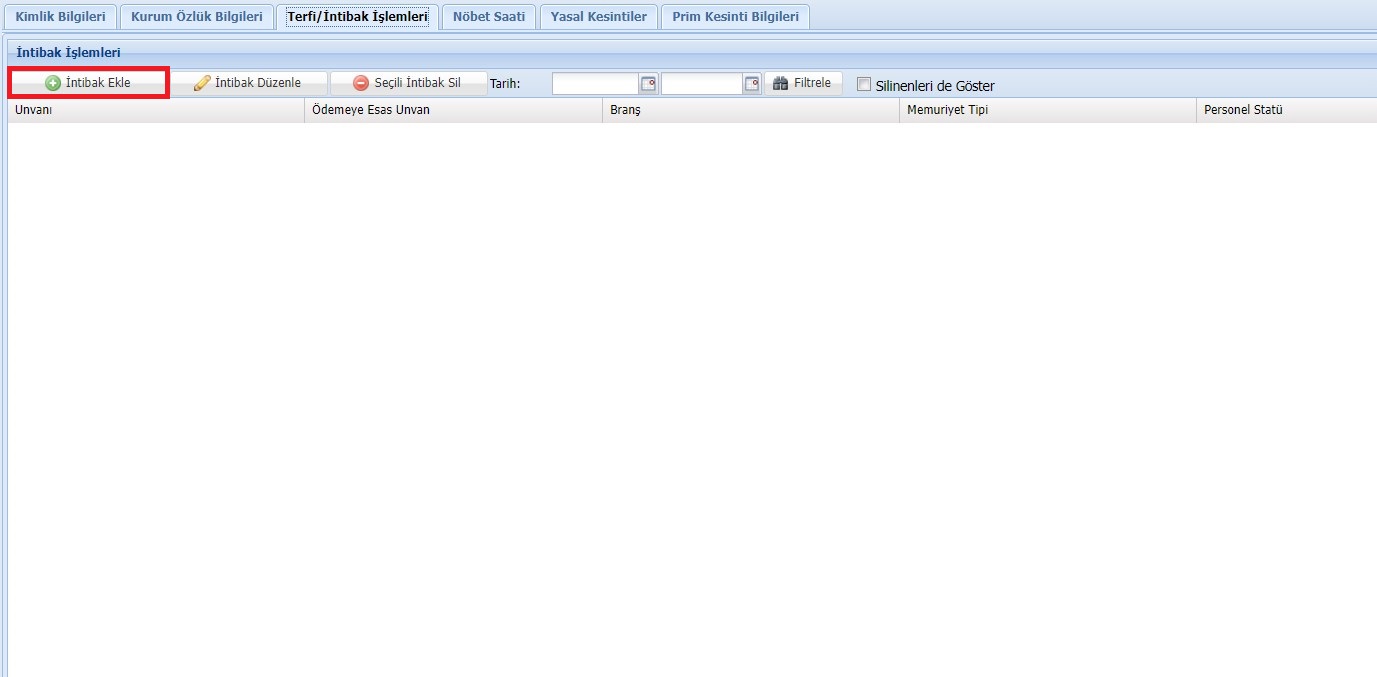 Kimlik Bilgileri Kurum Özlük Bilgileri Terfi/İntibak İşlemleri Nöbet Saati Yasal Kesintiler Prim Kesinti Bilgileri
İntibak İşlemleri
İntibak Ekle İntibak Düzenle Seçili İntibak Sil Tarih: Filtrele Silinenleri de Göster
Unvanı Ödemeye Esas Unvan Branş Memuriyet Tipi Personel Statü